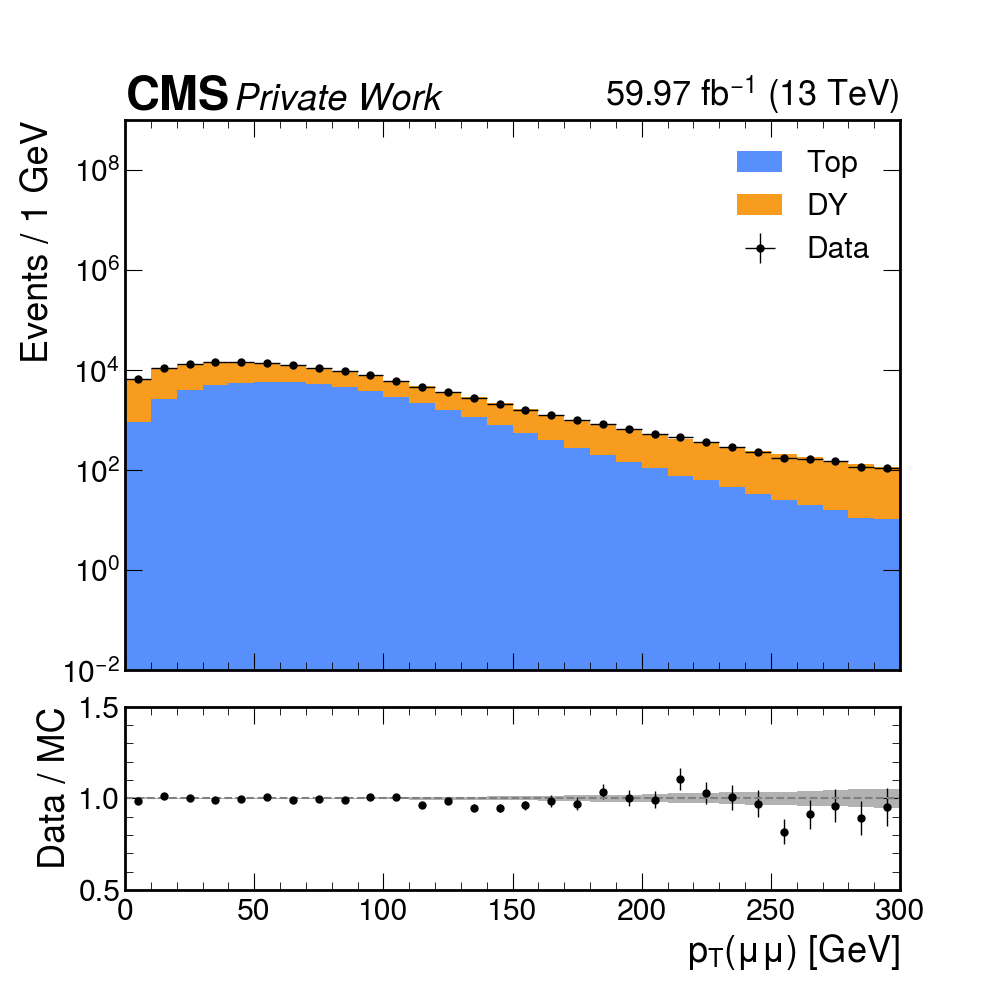 CMS Private Work 59.97 fb⁻¹ (13 TeV)
Events / 1 GeV
10⁸
10⁶
10⁴
10²
10⁰
10⁻²
Top
DY
Data
Data / MC
1.5
1.0
0.5
0 50 100 150 200 250 300
p_T(μμ) [GeV]